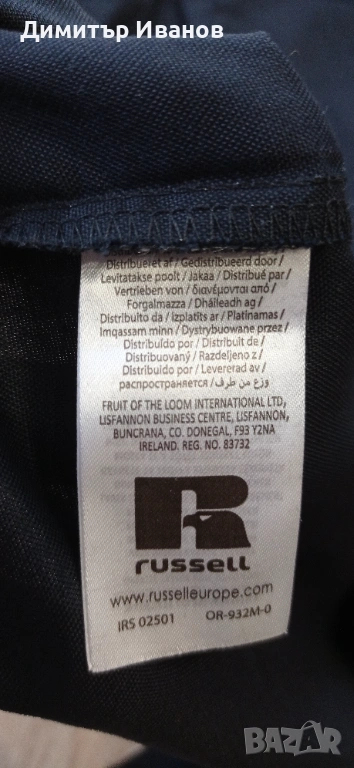 Димитър Иванов
Distribueret af / Gedistribueerd door /
Levitatakse poolt / Jakaa / Distribué par /
Vertrieben von / διανέμονται από /
Forgalmazza / Dháileadh ag /
Distribuito da / Izplatīts ar / Platinamas /
Imqassam minn / Dystrybuowane przez /
Distribuído por / Distribuit de /
Distribuovaný / Razdeljeno z /
Distribuido por / Levererad av /
распространяется / وزع من طرف /
FRUIT OF THE LOOM INTERNATIONAL LTD,
LISFANNON BUSINESS CENTRE, LISFANNON,
BUNCRANA, CO. DONEGAL, F93 Y2NA
IRELAND. REG. NO. 83732
R
russell
www.russelleurope.com
IRS 02501 OR-932M-0
BAZAR